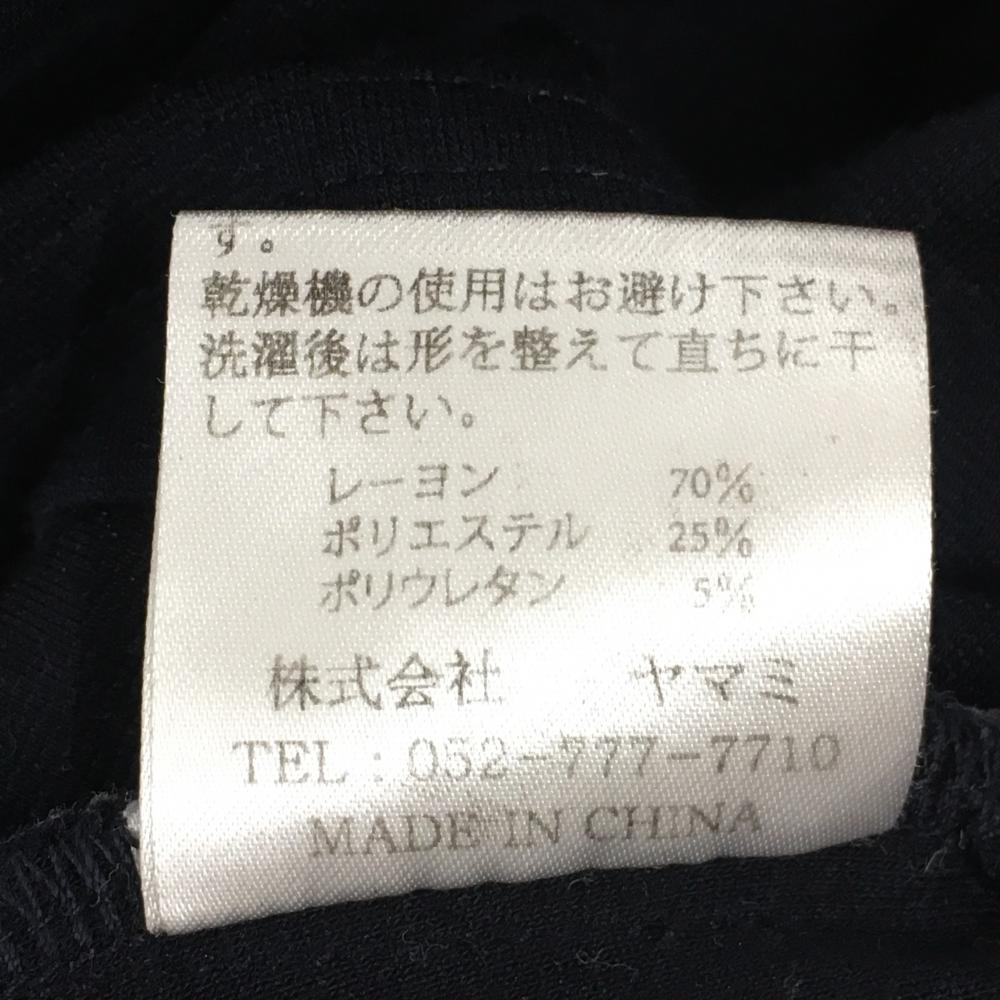 す。
乾燥機の使用はお避け下さい。
洗濯後は形を整えて直ちに干
して下さい。
レーヨン 70%
ポリエステル 25%
ポリウレタン 5%
株式会社 ヤマミ
TEL：052-777-7710
MADE IN CHINA